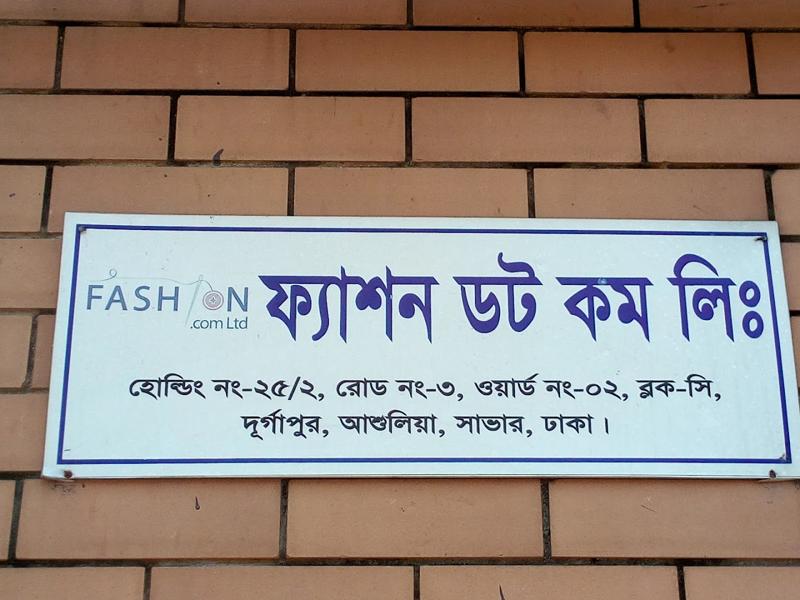 FASHION
.com Ltd
ফ্যাশন ডট কম লিঃ
হোল্ডিং নং-২৫/২, রোড নং-৩, ওয়ার্ড নং-০২, ব্লক-সি,
দূর্গাপুর, আশুলিয়া, সাভার, ঢাকা।